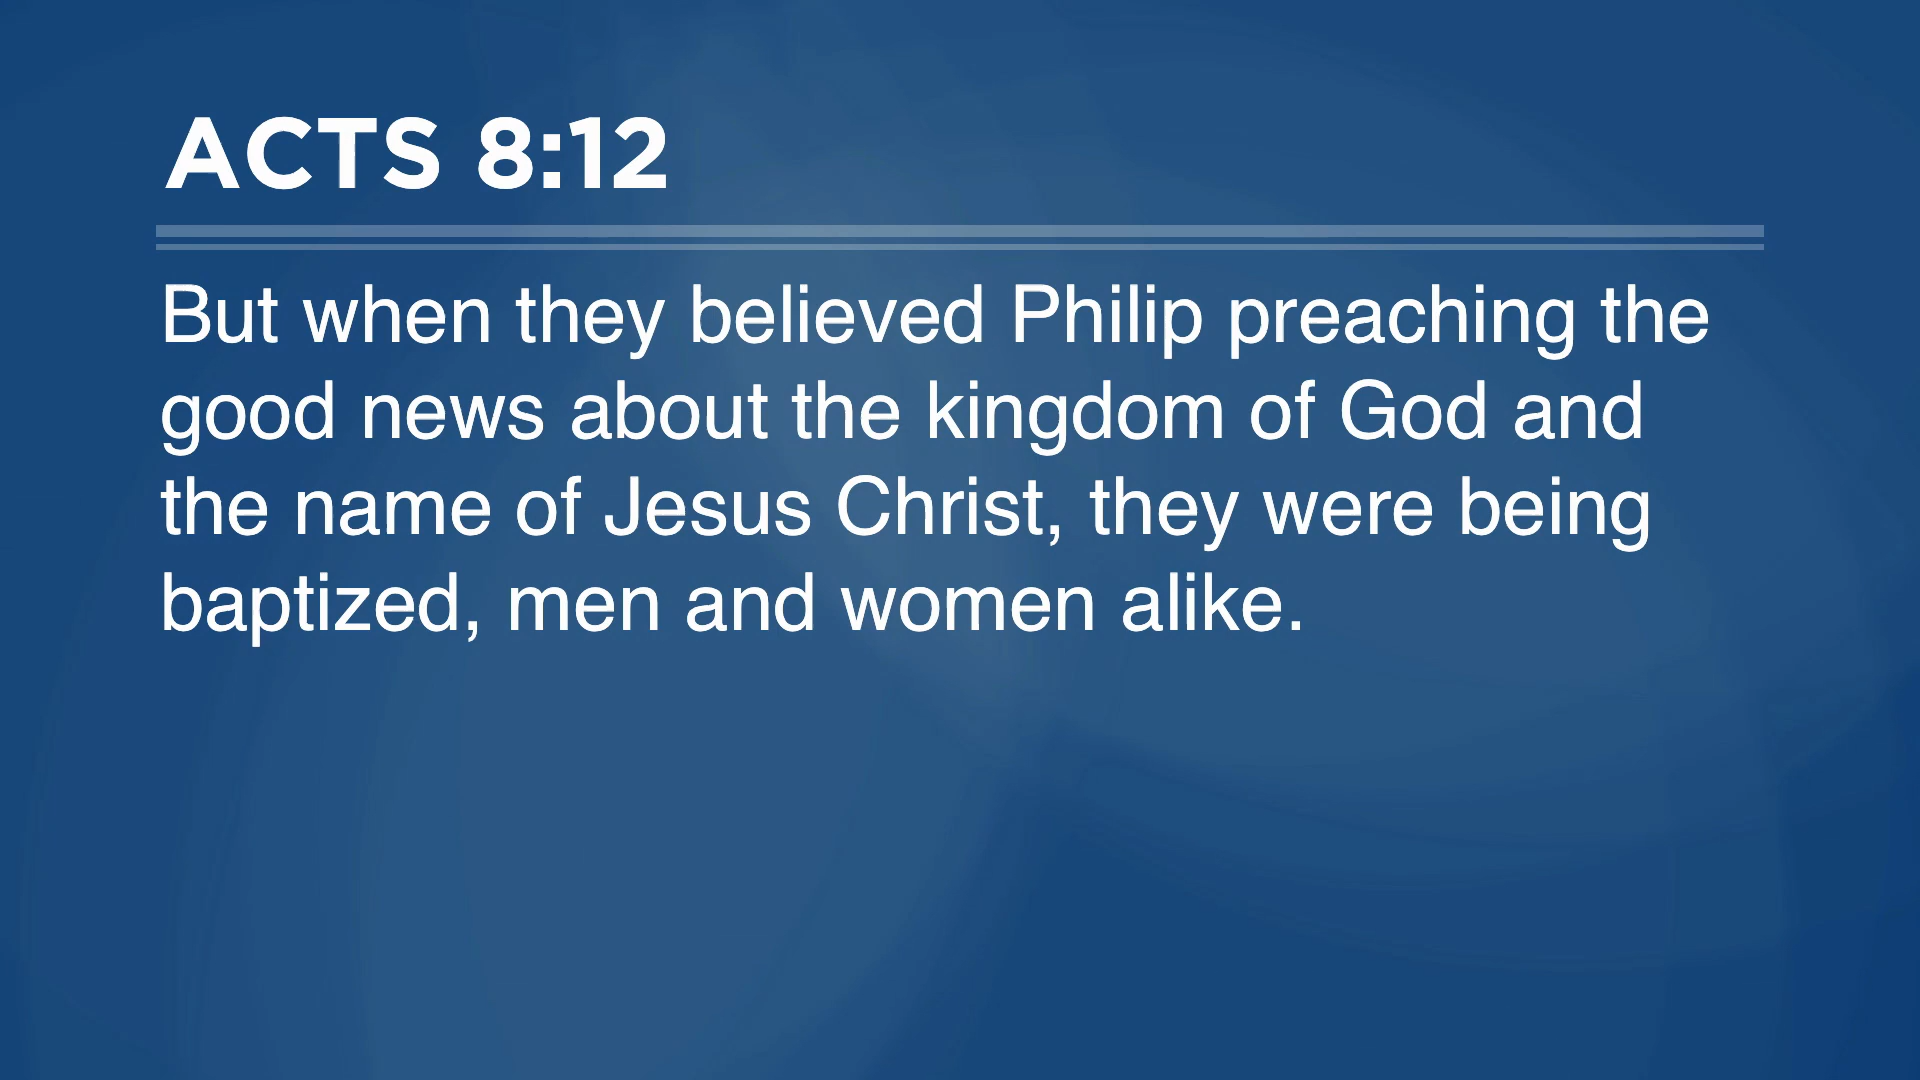 ACTS 8:12
But when they believed Philip preaching the
good news about the kingdom of God and
the name of Jesus Christ, they were being
baptized, men and women alike.